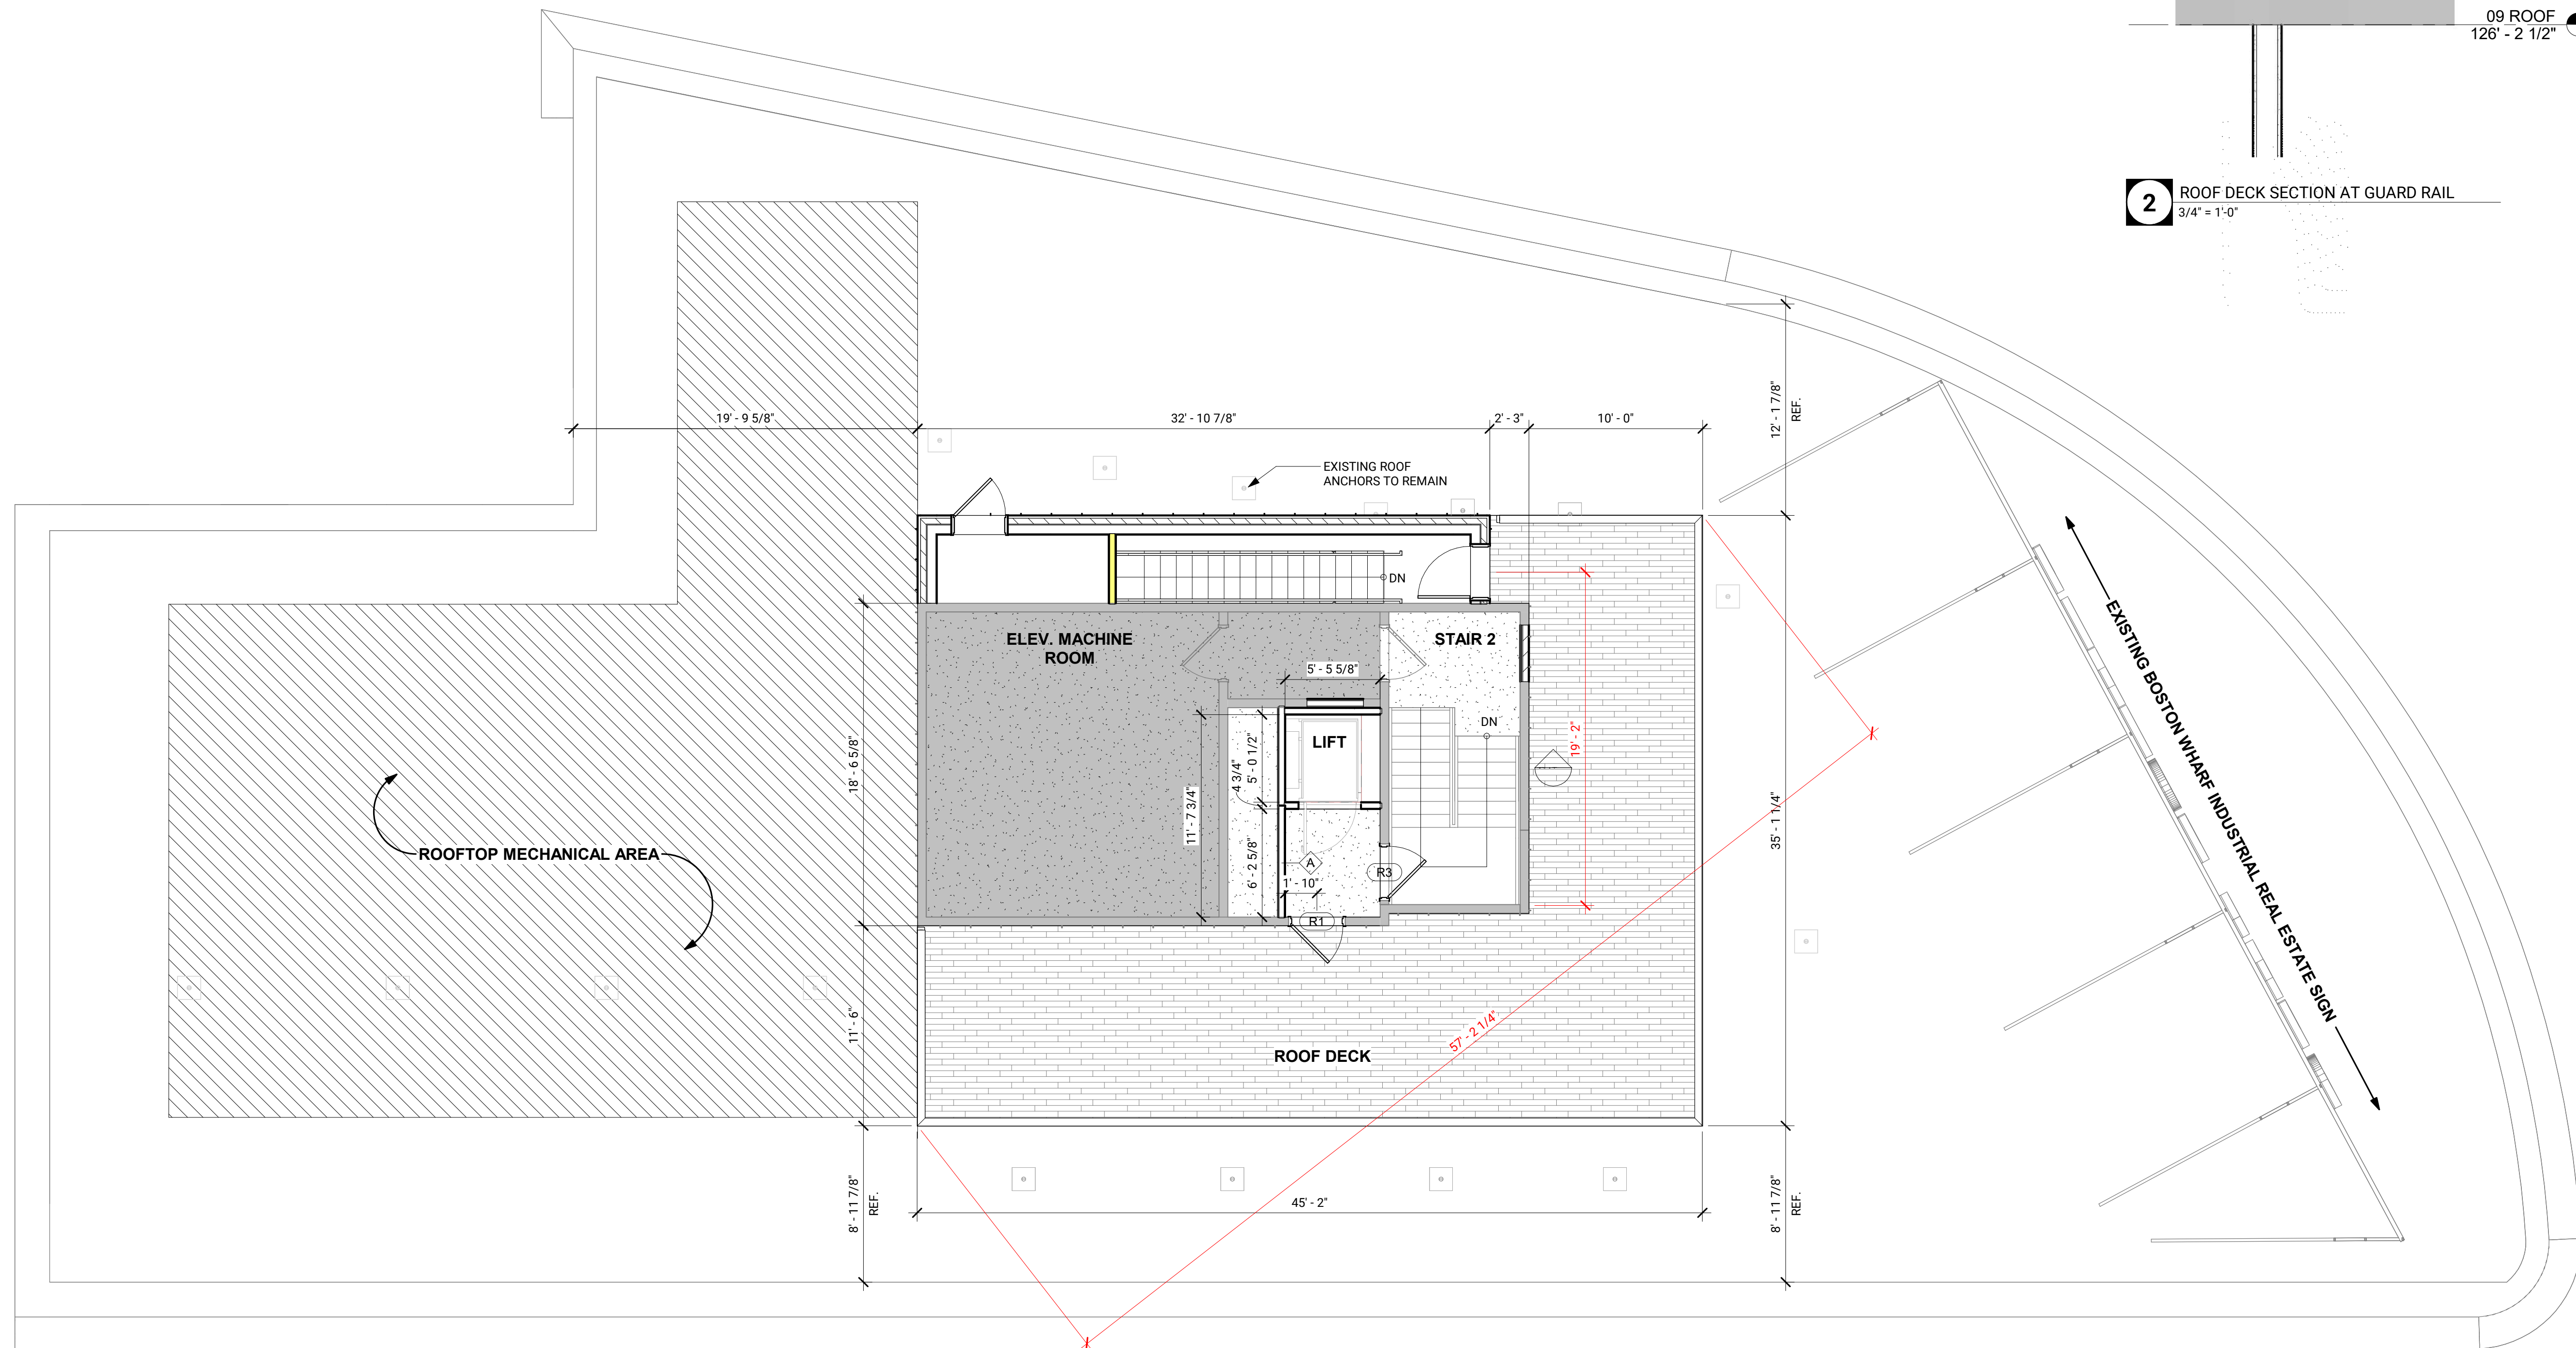 09 ROOF
126' - 2 1/2"
2
ROOF DECK SECTION AT GUARD RAIL
3/4" = 1'-0"
19' - 9 5/8"
32' - 10 7/8"
2' - 3"
10' - 0"
12' - 1 7/8"
REF.
EXISTING ROOF
ANCHORS TO REMAIN
DN
ELEV. MACHINE
ROOM
STAIR 2
5' - 5 5/8"
DN
LIFT
19' - 2"
18' - 6 5/8"
11' - 7 3/4"
4 3/4"
5' - 0 1/2"
6' - 2 5/8"
A
1' - 10"
R3
R1
35' - 1 1/4"
ROOFTOP MECHANICAL AREA
EXISTING BOSTON WHARF INDUSTRIAL REAL ESTATE SIGN
11' - 6"
57' - 2 1/4"
ROOF DECK
8' - 11 7/8"
REF.
45' - 2"
8' - 11 7/8"
REF.